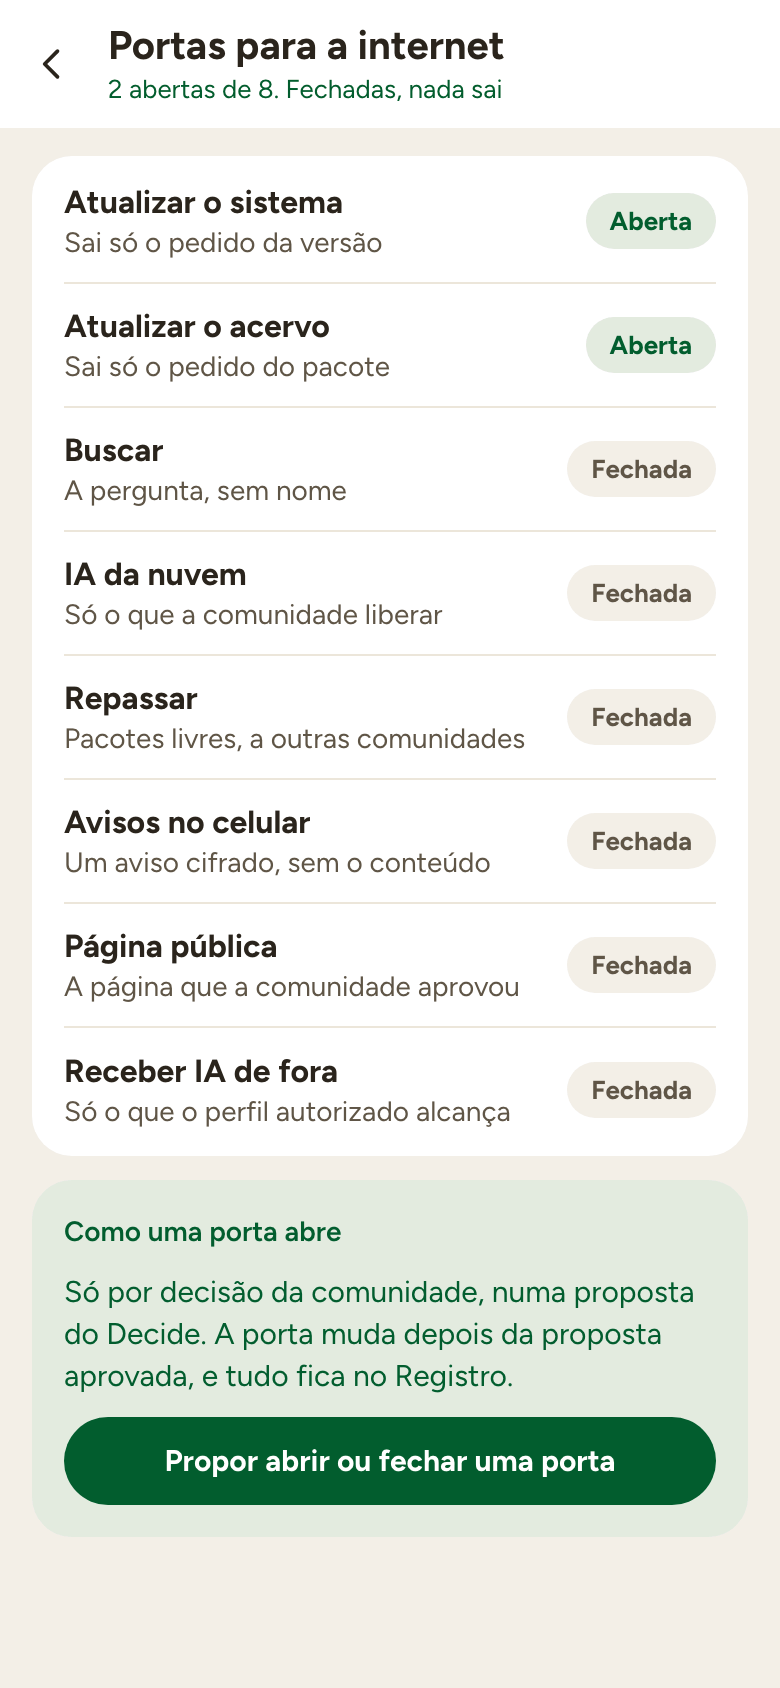 Portas para a internet
2 abertas de 8. Fechadas, nada sai
Atualizar o sistema
Sai só o pedido da versão
Aberta
Atualizar o acervo
Sai só o pedido do pacote
Aberta
Buscar
A pergunta, sem nome
Fechada
IA da nuvem
Só o que a comunidade liberar
Fechada
Repassar
Pacotes livres, a outras comunidades
Fechada
Avisos no celular
Um aviso cifrado, sem o conteúdo
Fechada
Página pública
A página que a comunidade aprovou
Fechada
Receber IA de fora
Só o que o perfil autorizado alcança
Fechada
Como uma porta abre
Só por decisão da comunidade, numa proposta
do Decide. A porta muda depois da proposta
aprovada, e tudo fica no Registro.
Propor abrir ou fechar uma porta